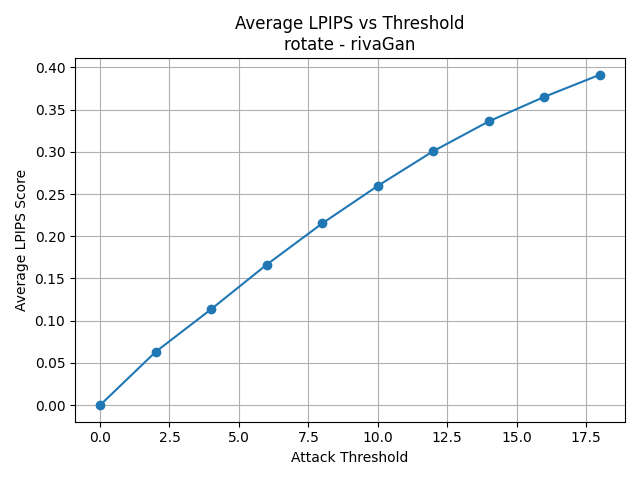 Average LPIPS vs Threshold
rotate - rivaGan
0.40
0.35
0.30
0.25
0.20
0.15
0.10
0.05
0.00
Average LPIPS Score
0.0 2.5 5.0 7.5 10.0 12.5 15.0 17.5
Attack Threshold